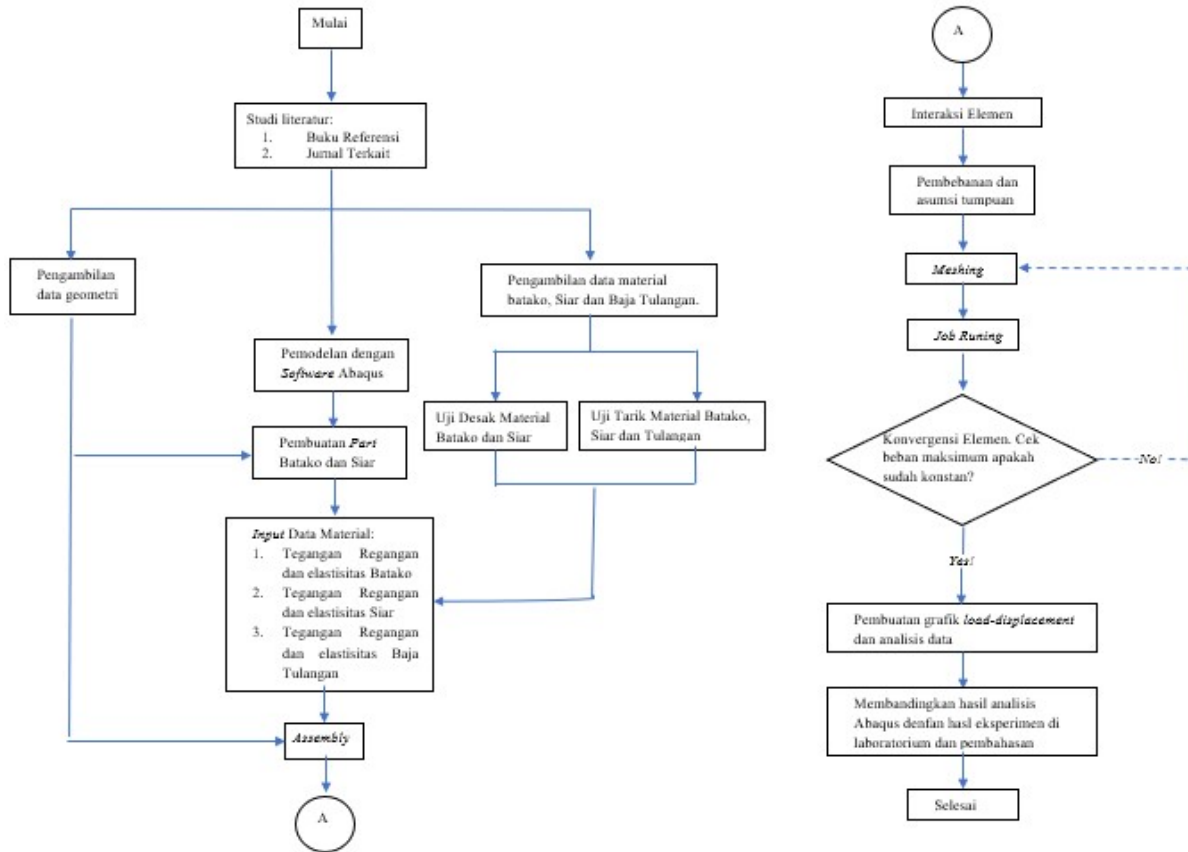 Mulai
Studi literatur:
1. Buku Referensi
2. Jurnal Terkait
Pengambilan
data geometri
Pemodelan dengan
Software Abaqus
Pengambilan data material
batako, Siar dan Baja Tulangan.
Uji Desak Material
Batako dan Siar
Uji Tarik Material Batako,
Siar dan Tulangan
Pembuatan Part
Batako dan Siar
Input Data Material:
1. Tegangan Regangan
dan elastisitas Batako
2. Tegangan Regangan
dan elastisitas Siar
3. Tegangan Regangan
dan elastisitas Baja
Tulangan
Assembly
A
A
Interaksi Elemen
Pembebanan dan
asumsi tumpuan
Meshing
Job Runing
Konvergensi Elemen. Cek
beban maksimum apakah
sudah konstan?
No!
Yes!
Pembuatan grafik load-displacement
dan analisis data
Membandingkan hasil analisis
Abaqus denfan hasl eksperimen di
laboratorium dan pembahasan
Selesai